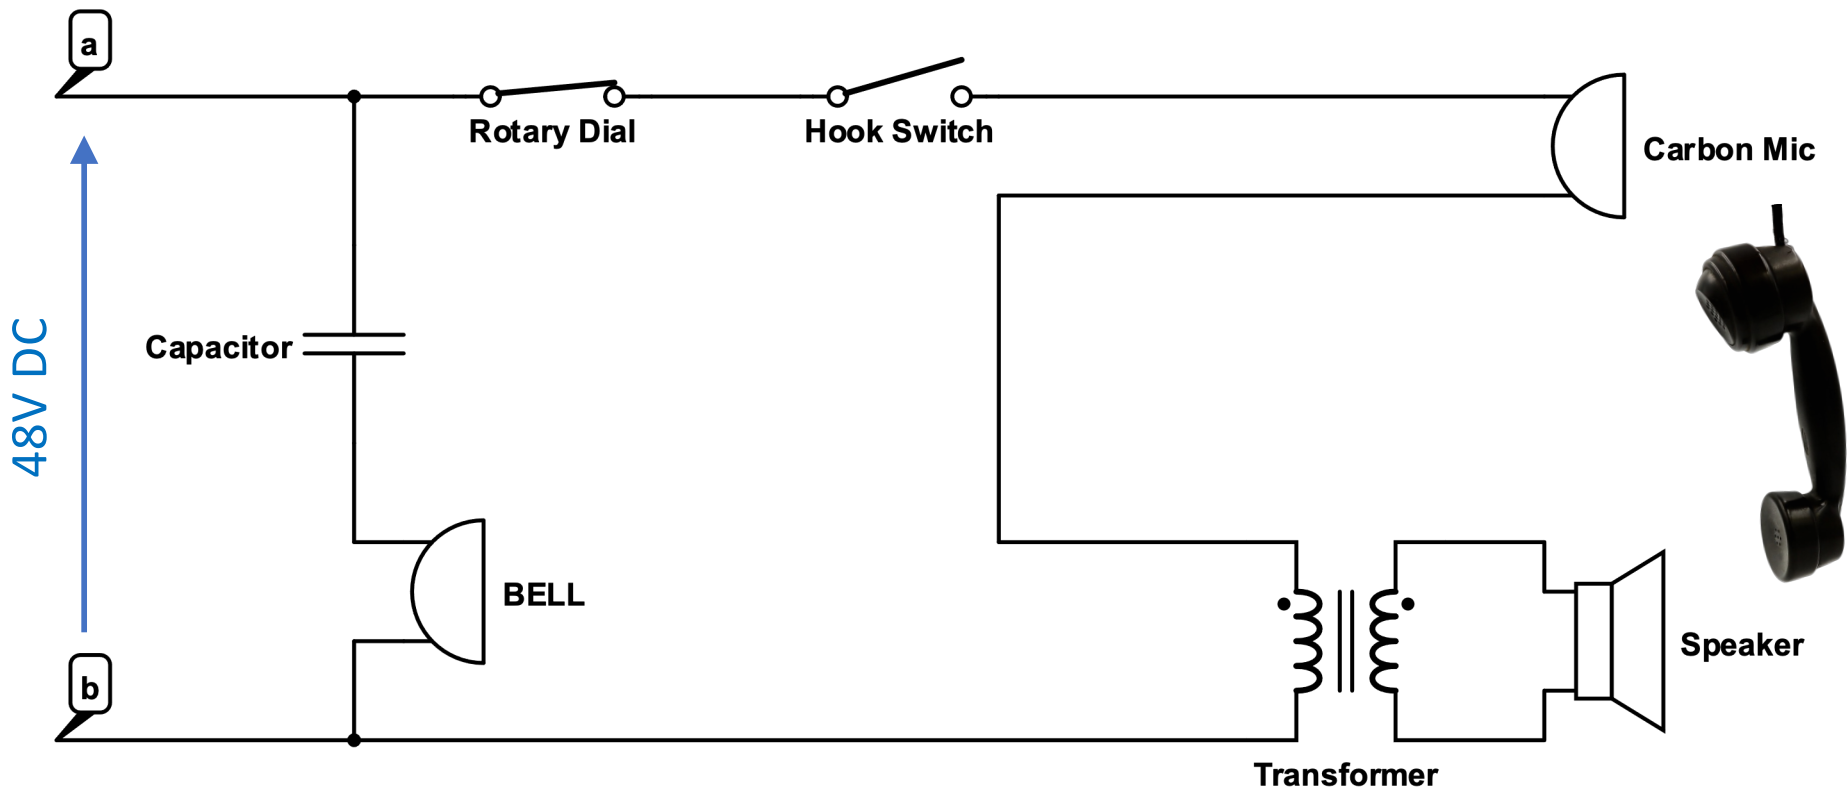 a
Rotary Dial
Hook Switch
Carbon Mic
48V DC
Capacitor
BELL
Speaker
b
Transformer